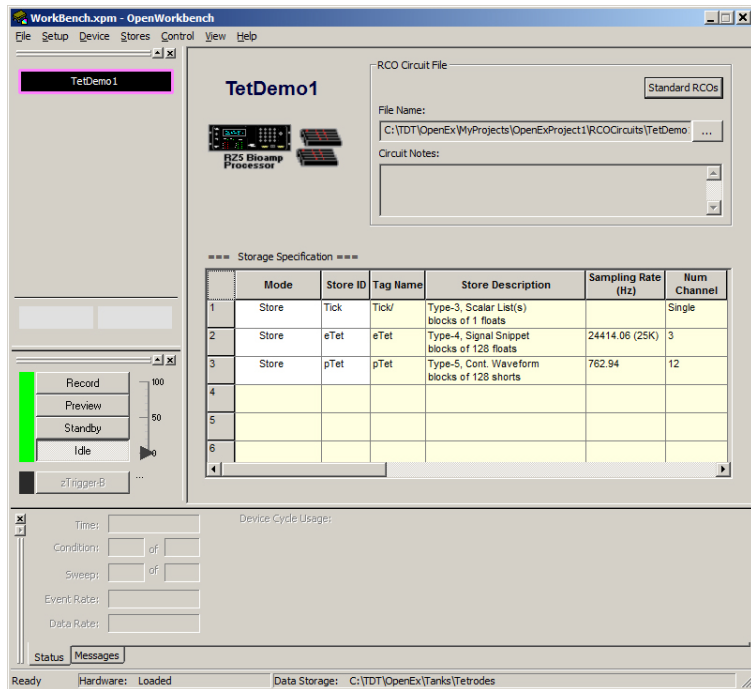 WorkBench.xpm - OpenWorkbench
File Setup Device Stores Control View Help
TetDemo1
TetDemo1
RZ5 Bioamp
Processor
RCO Circuit File
Standard RCOs
File Name:
C:\TDT\OpenEx\MyProjects\OpenExProject1\RCOCircuits\TetDemo ...
Circuit Notes:
=== Storage Specification ===
Mode Store ID Tag Name Store Description Sampling Rate (Hz) Num Channel
1 Store Tick Tick/ Type-3, Scalar List(s) Single
blocks of 1 floats
2 Store eTet eTet Type-4, Signal Snippet 24414.06 (25K) 3
blocks of 128 floats
3 Store pTet pTet Type-5, Cont. Waveform 762.94 12
blocks of 128 shorts
4
5
6
Record 100
Preview
50
Standby
Idle 0
zTrigger-B ...
Time:
Device Cycle Usage:
Condition: of
Sweep: of
Event Rate:
Data Rate:
Status Messages
Ready Hardware: Loaded Data Storage: C:\TDT\OpenEx\Tanks\Tetrodes